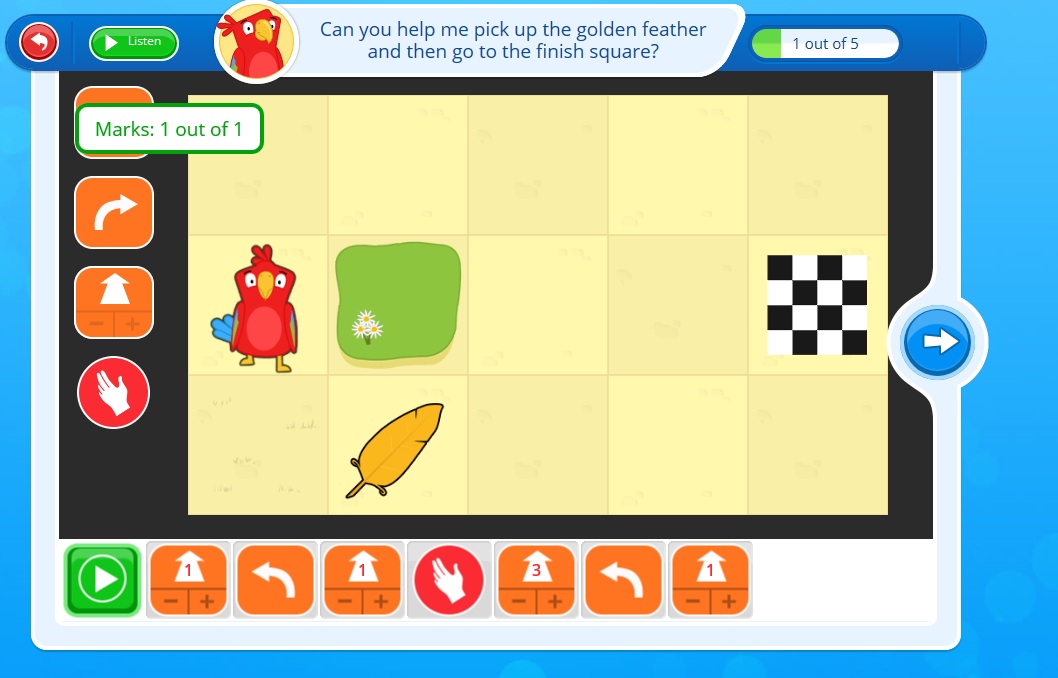 Listen
Can you help me pick up the golden feather
and then go to the finish square?
1 out of 5
Marks: 1 out of 1
1
1
3
1